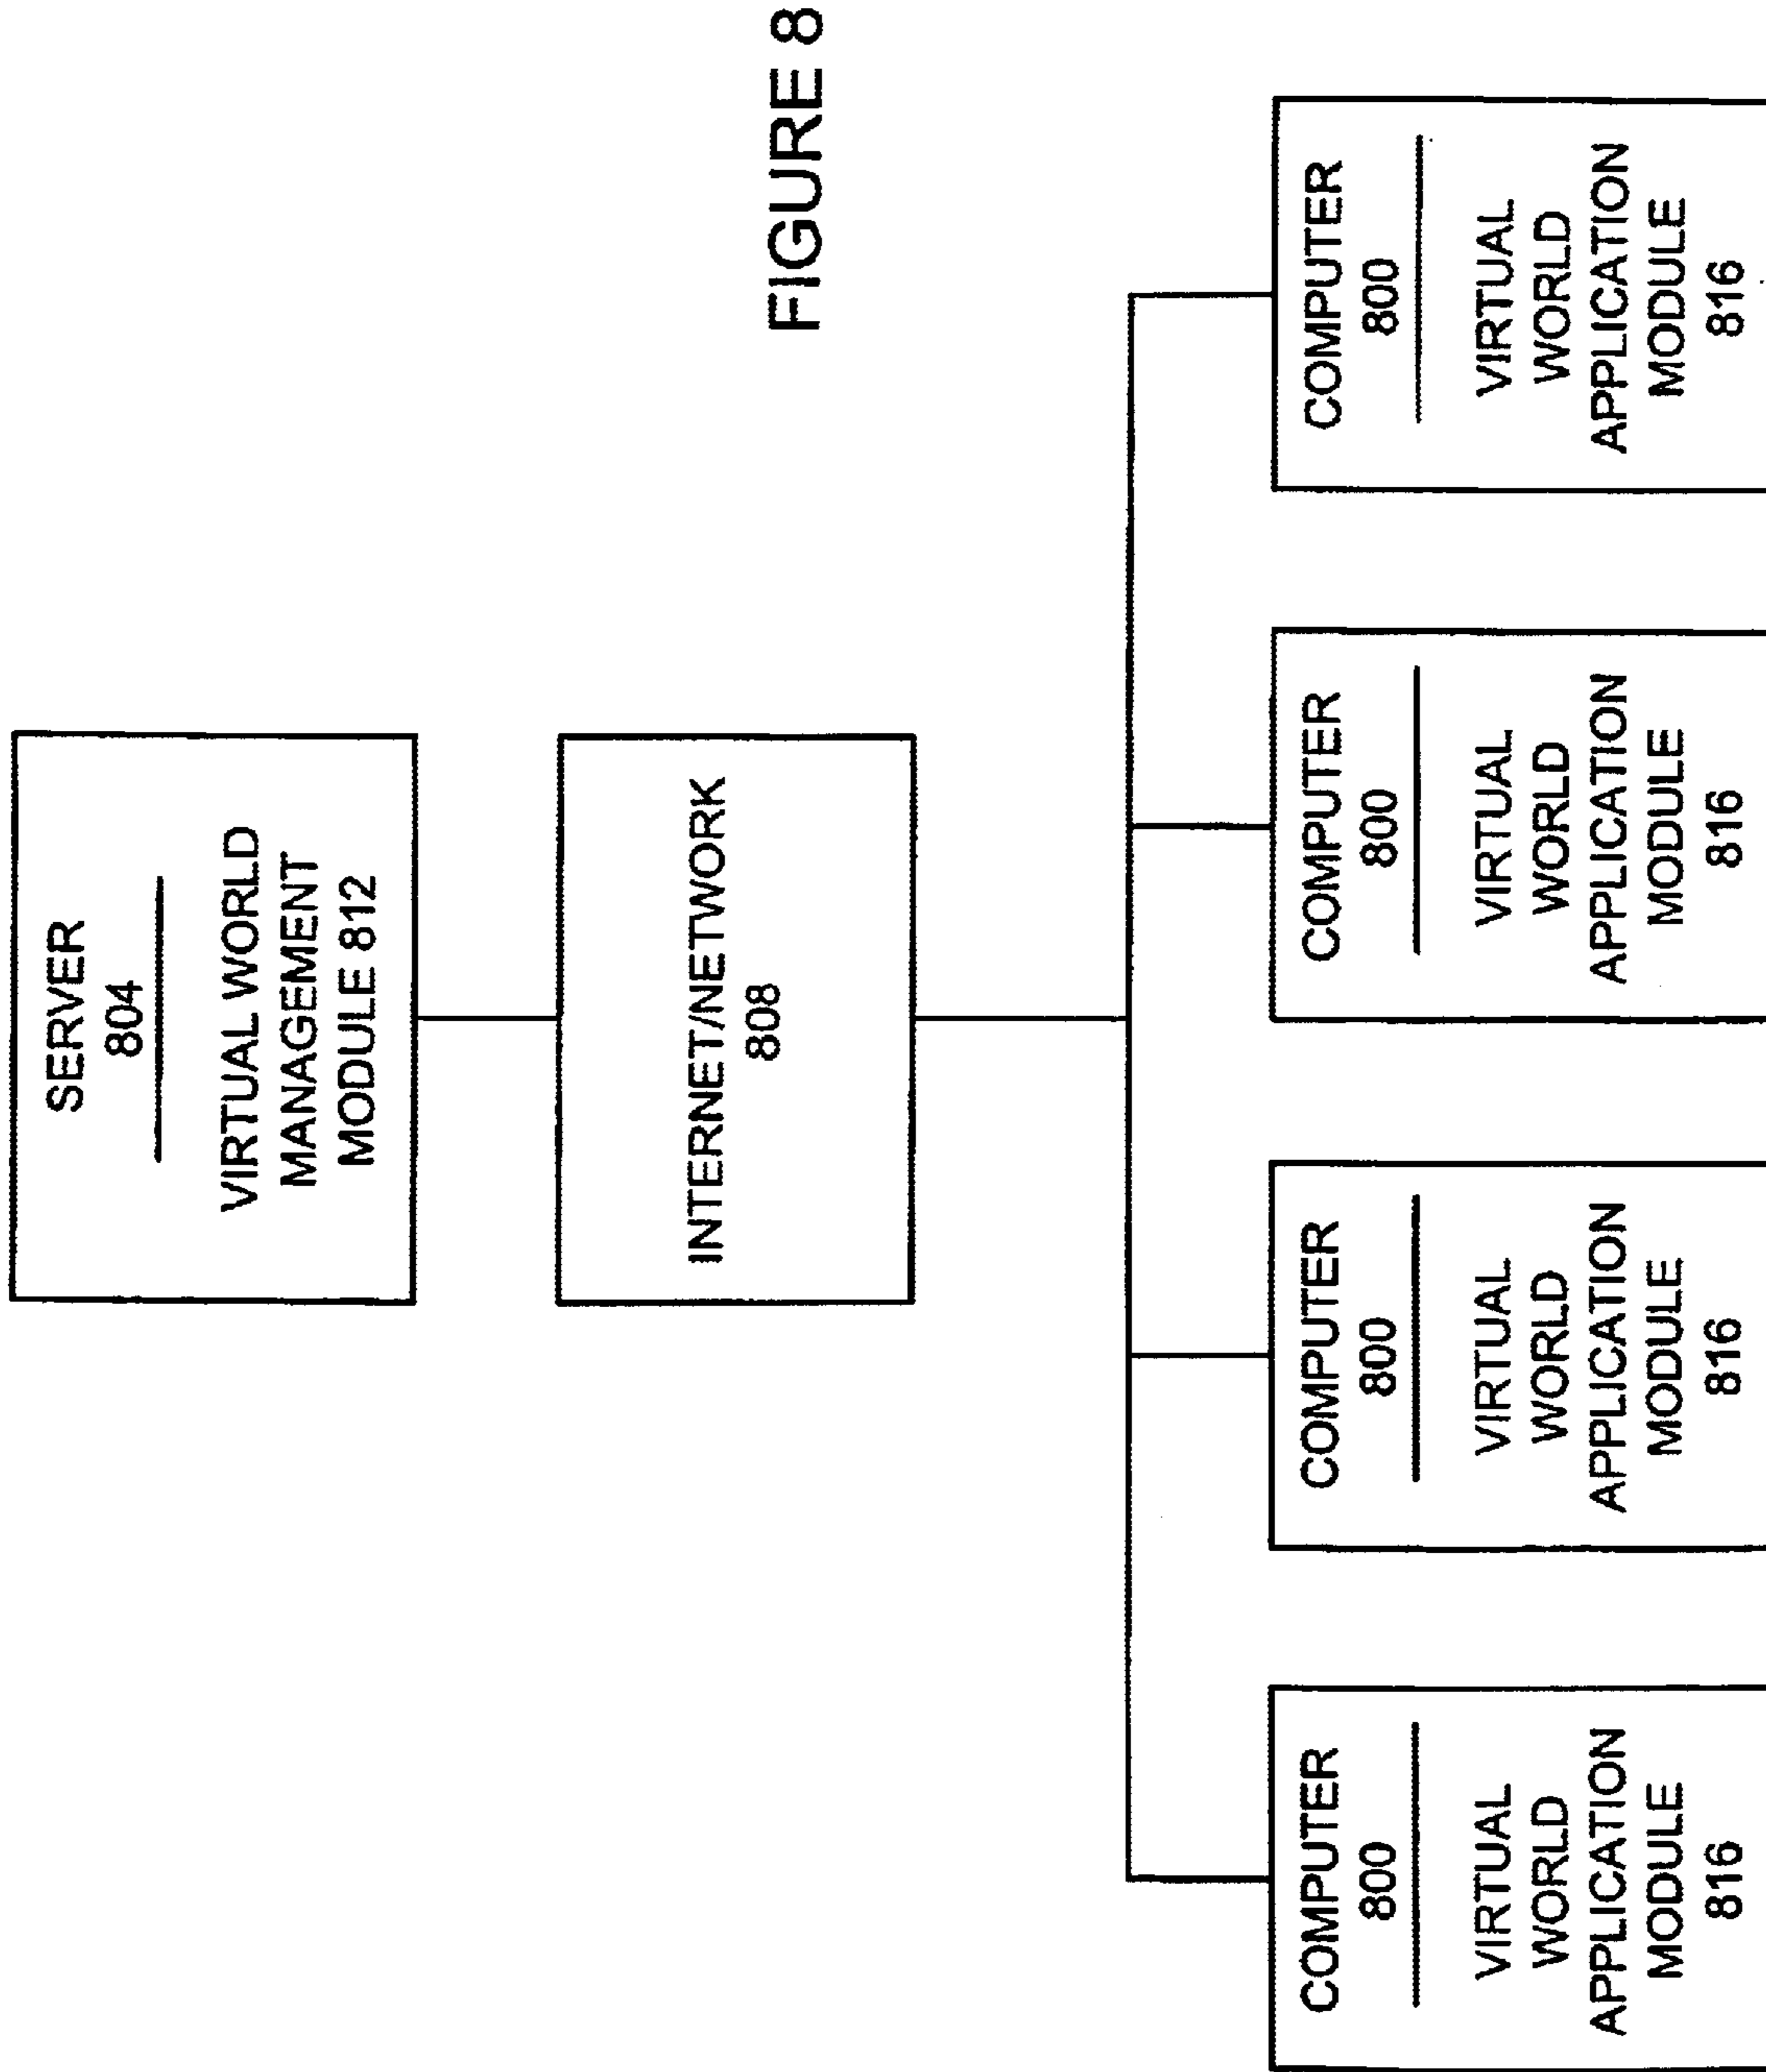 SERVER
804
VIRTUAL WORLD
MANAGEMENT
MODULE 812
INTERNET/NETWORK
808
COMPUTER
800
VIRTUAL
WORLD
APPLICATION
MODULE
816
COMPUTER
800
VIRTUAL
WORLD
APPLICATION
MODULE
816
COMPUTER
800
VIRTUAL
WORLD
APPLICATION
MODULE
816
COMPUTER
800
VIRTUAL
WORLD
APPLICATION
MODULE
816
FIGURE 8